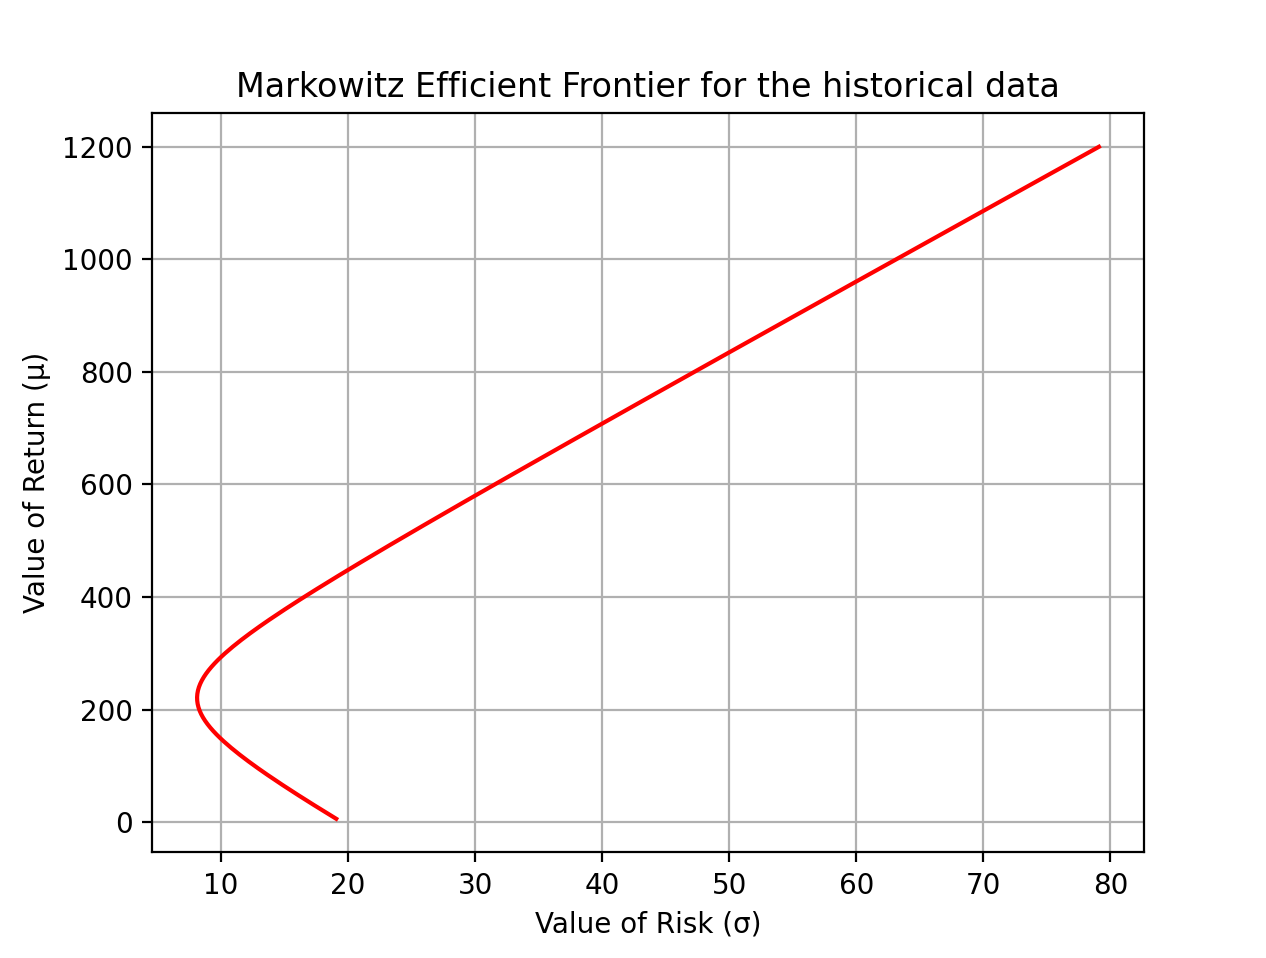 Markowitz Efficient Frontier for the historical data
Value of Return (μ)
1200
1000
800
600
400
200
0
10 20 30 40 50 60 70 80
Value of Risk (σ)